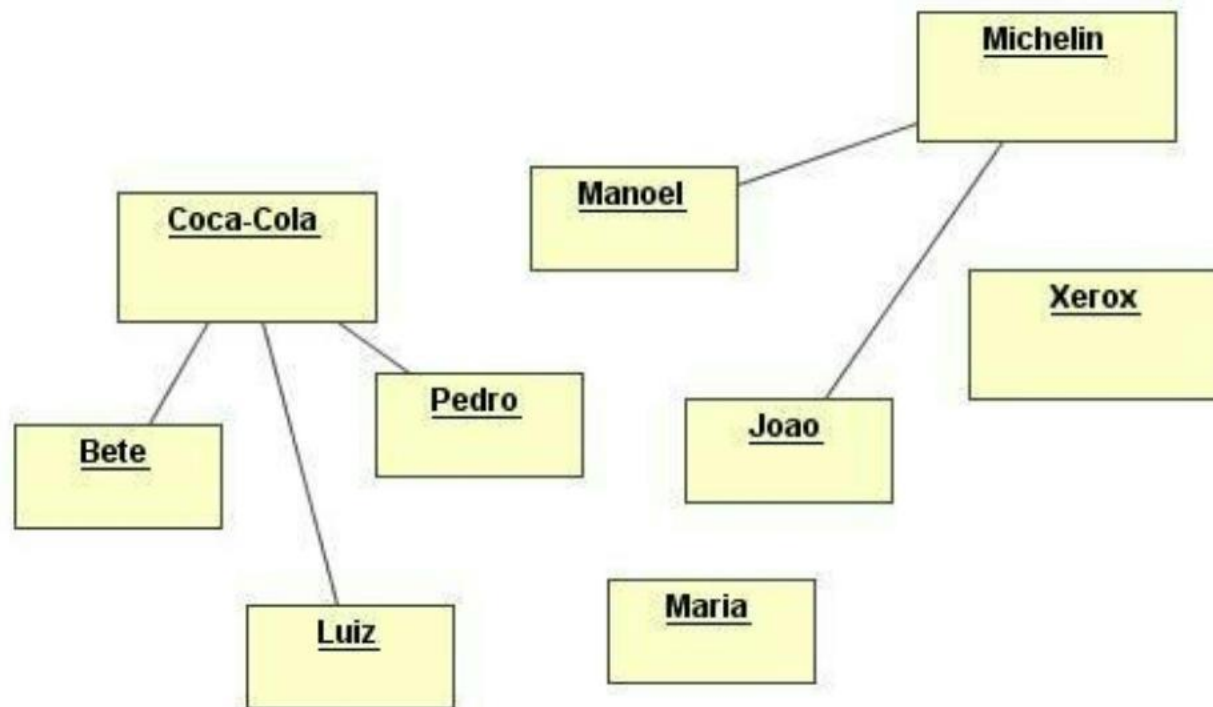 Michelin
Manoel
Coca-Cola
Xerox
Pedro
Joao
Bete
Maria
Luiz